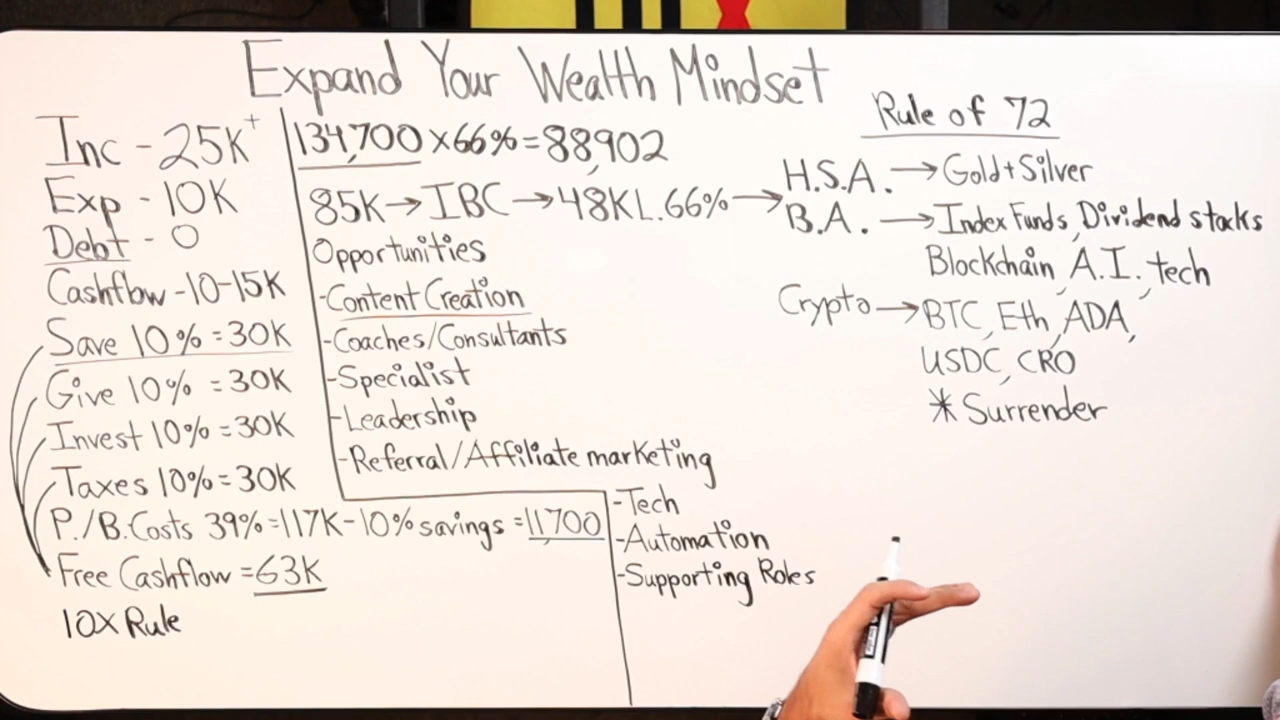 Expand Your Wealth Mindset
Inc - 25K+
Exp - 10K
Debt - 0
Cashflow - 10-15K
Save 10% = 30K
Give 10% = 30K
Invest 10% = 30K
Taxes 10% = 30K
P./B. Costs 39% = 117K - 10% savings = 11,700
Free Cashflow = 63K
10X Rule
134,700 x 66% = 88,902
85K → IBC → 48K L. 66% →
Opportunities
- Content Creation
- Coaches/Consultants
- Specialist
- Leadership
- Referral/Affiliate marketing
- Tech
- Automation
- Supporting Roles
Rule of 72
H.S.A. → Gold + Silver
B.A. → Index Funds, Dividend stocks
Blockchain, A.I., tech
Crypto → BTC, Eth, ADA,
USDC, CRO
* Surrender